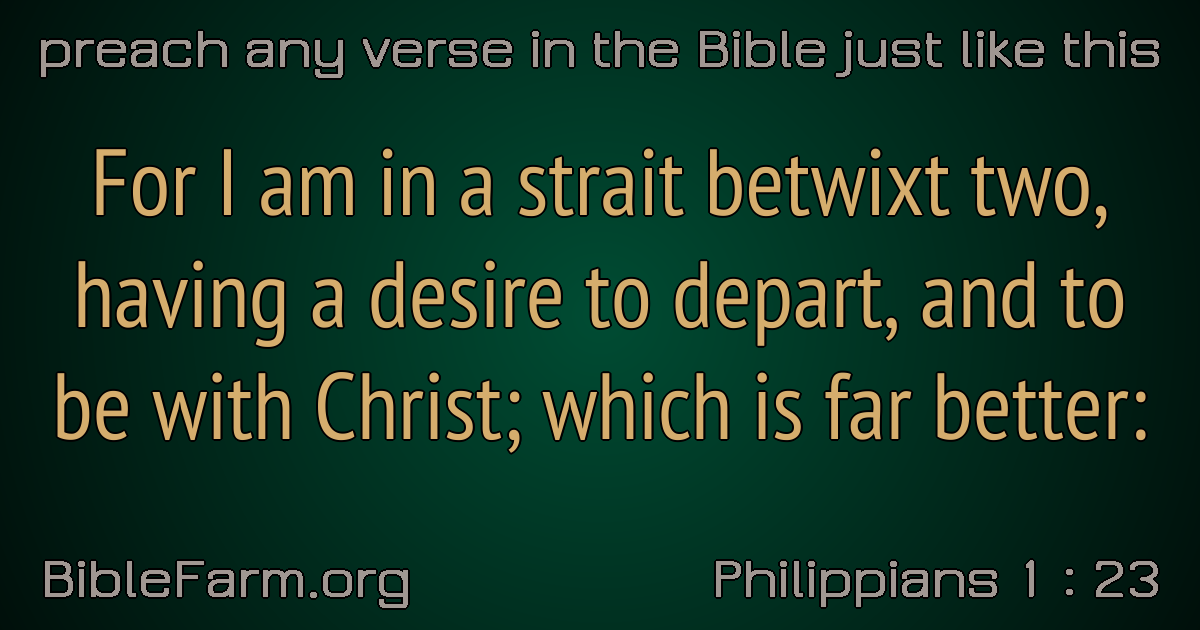 preach any verse in the Bible just like this
For I am in a strait betwixt two,
having a desire to depart, and to
be with Christ; which is far better:
BibleFarm.org
Philippians 1 : 23